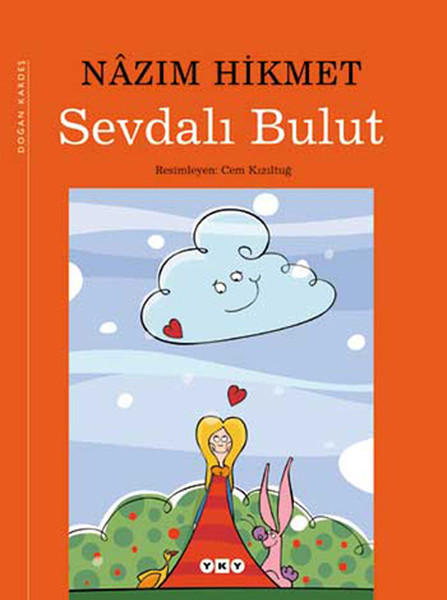 DOĞAN KARDEŞ
NÂZIM HİKMET
Sevdalı Bulut
Resimleyen: Cem Kızıltuğ
YKY